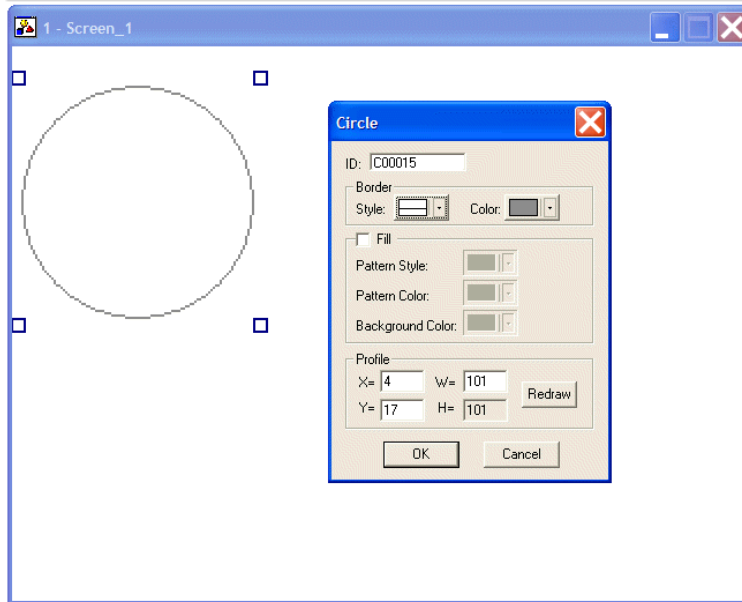 1 - Screen_1
Circle
ID: C00015
Border
Style: Color:
Fill
Pattern Style:
Pattern Color:
Background Color:
Profile
X= 4 W= 101
Redraw
Y= 17 H= 101
OK Cancel